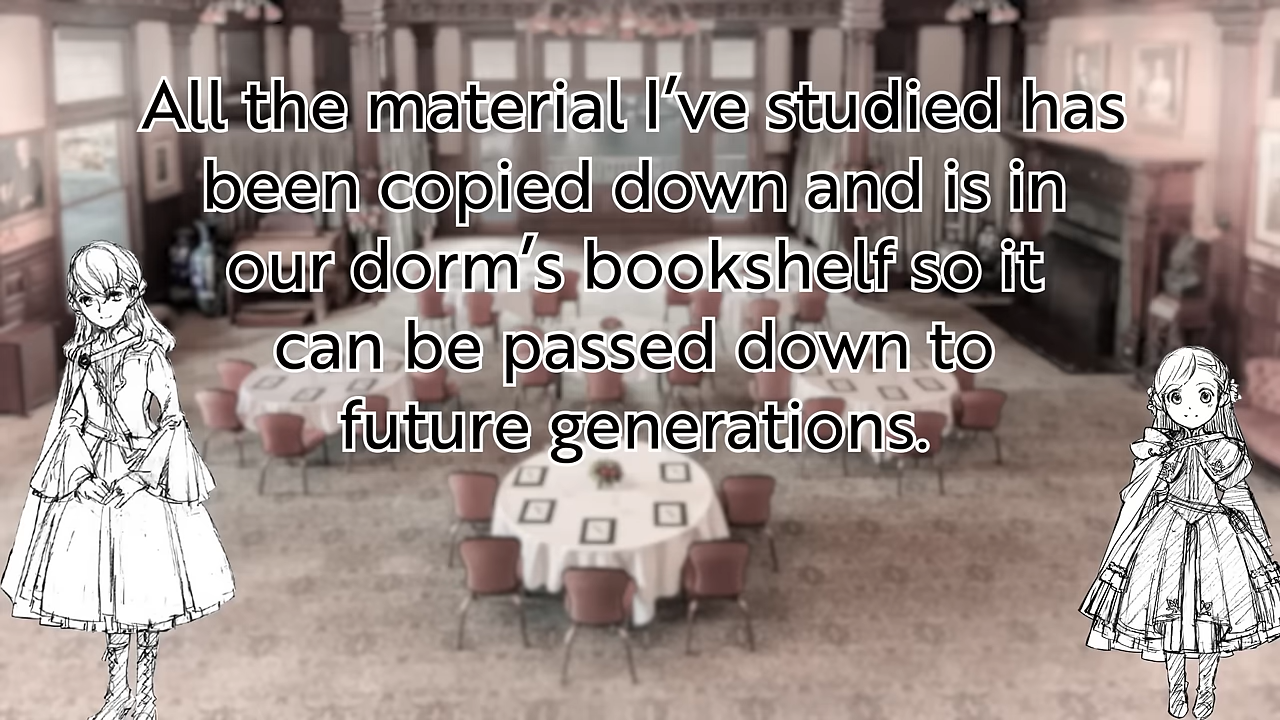 All the material I've studied has
been copied down and is in
our dorm's bookshelf so it
can be passed down to
future generations.